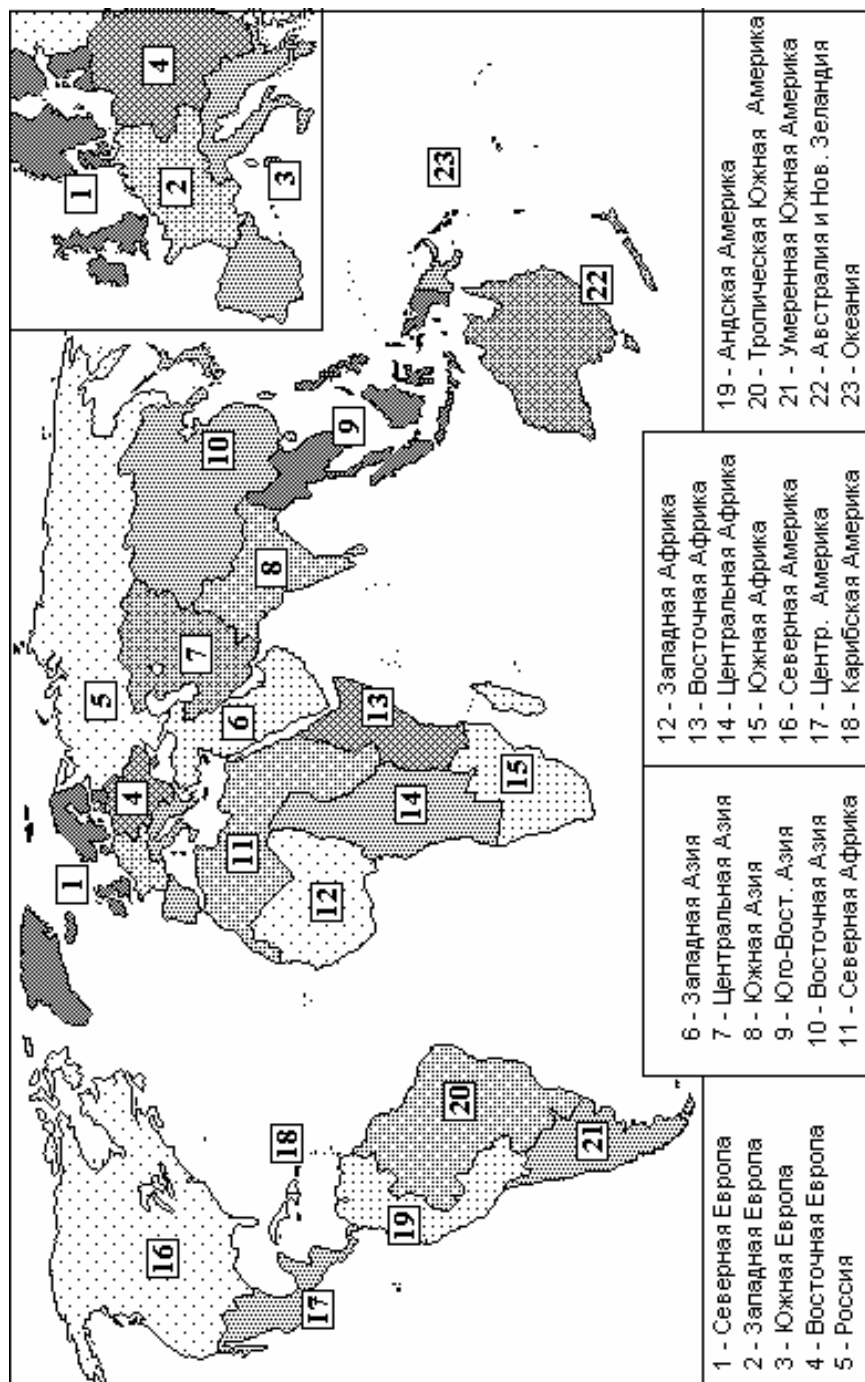 1
2
3
4
1
4
5
6
7
8
9
10
11
12
13
14
15
16
17
18
19
20
21
22
23
1 - Северная Европа
2 - Западная Европа
3 - Южная Европа
4 - Восточная Европа
5 - Россия
6 - Западная Азия
7 - Центральная Азия
8 - Южная Азия
9 - Юго-Вост. Азия
10 - Восточная Азия
11 - Северная Африка
12 - Западная Африка
13 - Восточная Африка
14 - Центральная Африка
15 - Южная Африка
16 - Северная Америка
17 - Центр. Америка
18 - Карибская Америка
19 - Андская Америка
20 - Тропическая Южная Америка
21 - Умеренная Южная Америка
22 - Австралия и Нов. Зеландия
23 - Океания